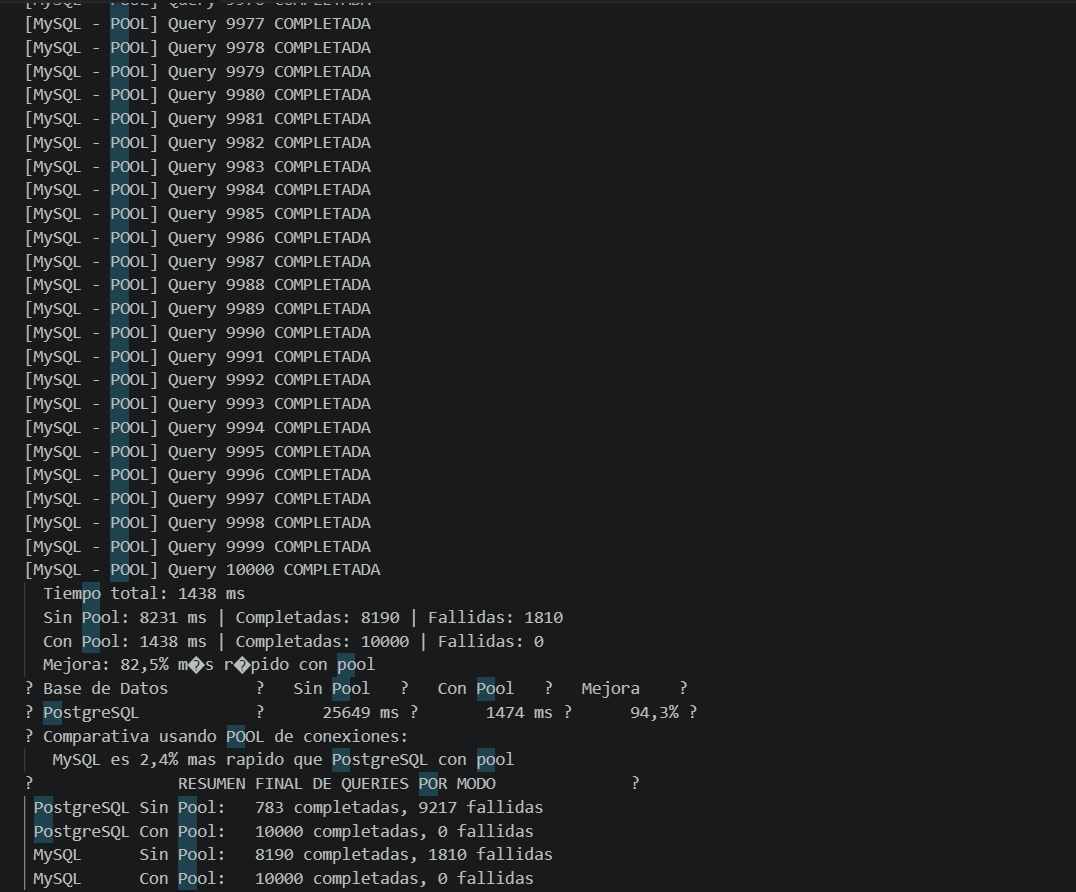 [MySQL - POOL] Query 9976 COMPLETADA
[MySQL - POOL] Query 9977 COMPLETADA
[MySQL - POOL] Query 9978 COMPLETADA
[MySQL - POOL] Query 9979 COMPLETADA
[MySQL - POOL] Query 9980 COMPLETADA
[MySQL - POOL] Query 9981 COMPLETADA
[MySQL - POOL] Query 9982 COMPLETADA
[MySQL - POOL] Query 9983 COMPLETADA
[MySQL - POOL] Query 9984 COMPLETADA
[MySQL - POOL] Query 9985 COMPLETADA
[MySQL - POOL] Query 9986 COMPLETADA
[MySQL - POOL] Query 9987 COMPLETADA
[MySQL - POOL] Query 9988 COMPLETADA
[MySQL - POOL] Query 9989 COMPLETADA
[MySQL - POOL] Query 9990 COMPLETADA
[MySQL - POOL] Query 9991 COMPLETADA
[MySQL - POOL] Query 9992 COMPLETADA
[MySQL - POOL] Query 9993 COMPLETADA
[MySQL - POOL] Query 9994 COMPLETADA
[MySQL - POOL] Query 9995 COMPLETADA
[MySQL - POOL] Query 9996 COMPLETADA
[MySQL - POOL] Query 9997 COMPLETADA
[MySQL - POOL] Query 9998 COMPLETADA
[MySQL - POOL] Query 9999 COMPLETADA
[MySQL - POOL] Query 10000 COMPLETADA
Tiempo total: 1438 ms
Sin Pool: 8231 ms | Completadas: 8190 | Fallidas: 1810
Con Pool: 1438 ms | Completadas: 10000 | Fallidas: 0
Mejora: 82,5% m�s r�pido con pool
? Base de Datos ? Sin Pool ? Con Pool ? Mejora ?
? PostgreSQL ? 25649 ms ? 1474 ms ? 94,3% ?
? Comparativa usando POOL de conexiones:
MySQL es 2,4% mas rapido que PostgreSQL con pool
? RESUMEN FINAL DE QUERIES POR MODO ?
PostgreSQL Sin Pool: 783 completadas, 9217 fallidas
PostgreSQL Con Pool: 10000 completadas, 0 fallidas
MySQL Sin Pool: 8190 completadas, 1810 fallidas
MySQL Con Pool: 10000 completadas, 0 fallidas